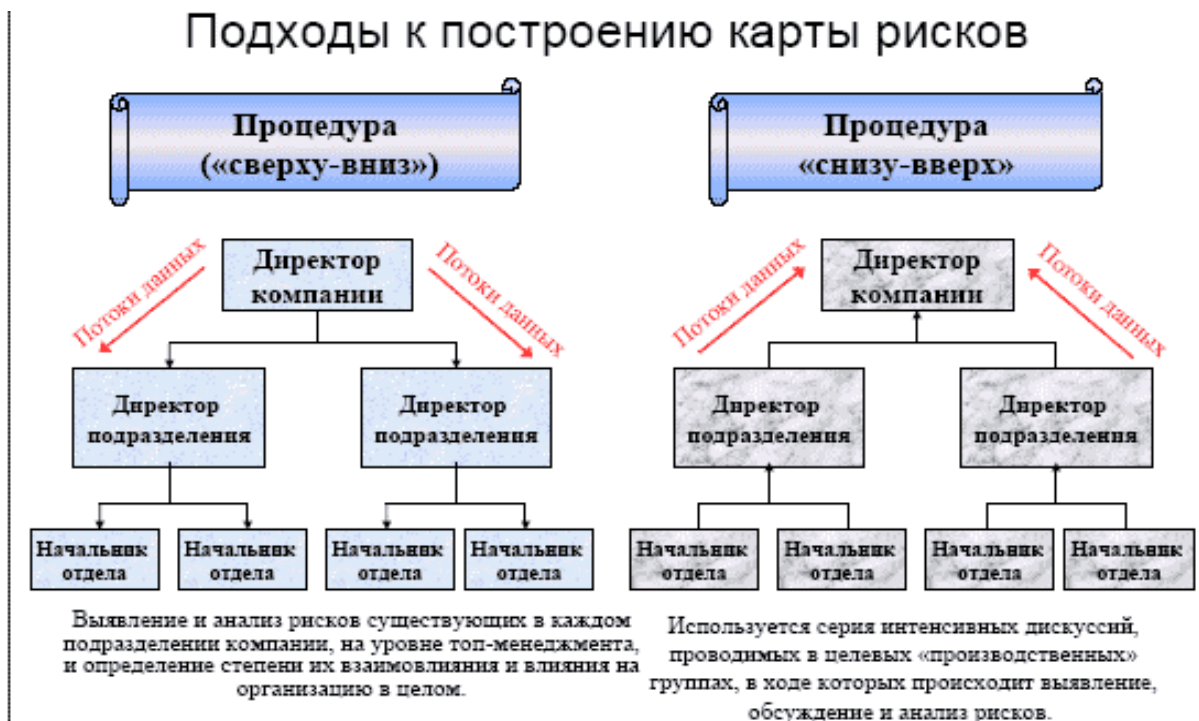 Подходы к построению карты рисков
Процедура
(«сверху-вниз»)
Процедура
«снизу-вверх»
Потоки данных
Директор
компании
Потоки данных
Директор
подразделения
Директор
подразделения
Начальник
отдела
Начальник
отдела
Начальник
отдела
Начальник
отдела
Выявление и анализ рисков существующих в каждом
подразделении компании, на уровне топ-менеджмента,
и определение степени их взаимовлияния и влияния на
организацию в целом.
Потоки данных
Директор
компании
Потоки данных
Директор
подразделения
Директор
подразделения
Начальник
отдела
Начальник
отдела
Начальник
отдела
Начальник
отдела
Используется серия интенсивных дискуссий,
проводимых в целевых «производственных»
группах, в ходе которых происходит выявление,
обсуждение и анализ рисков.